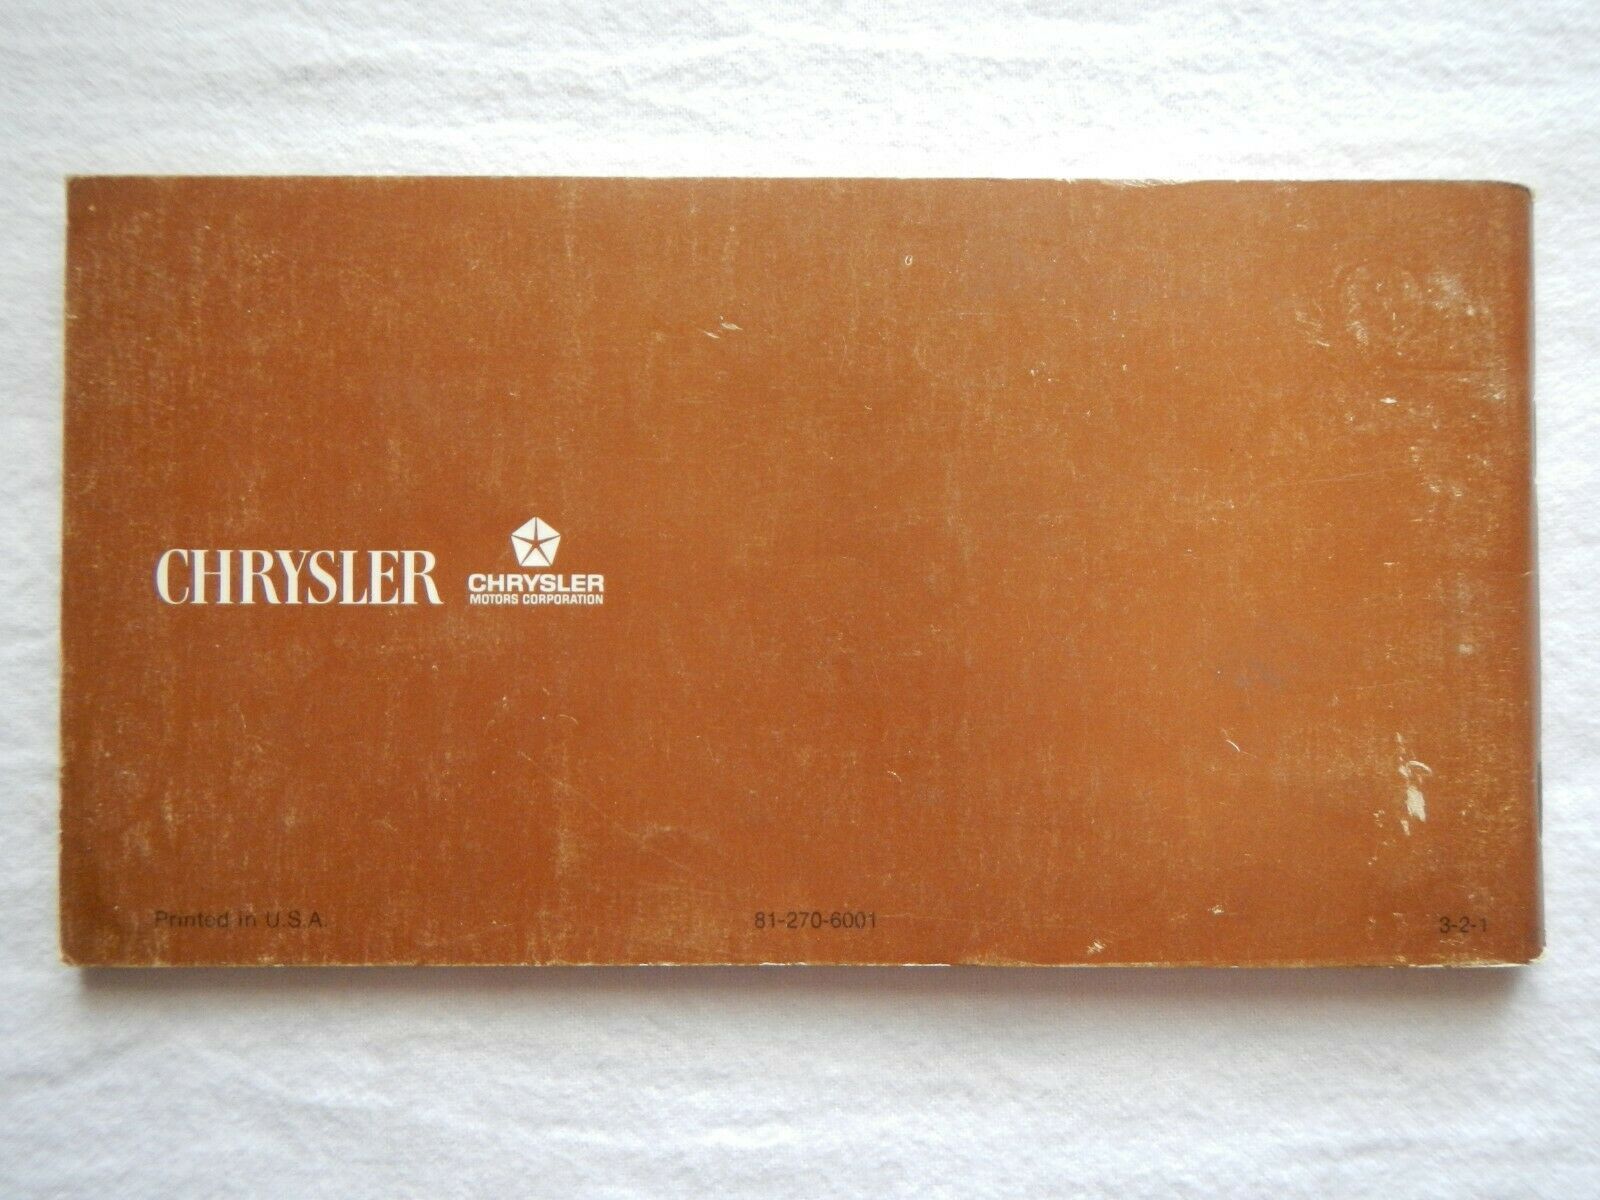 CHRYSLER
CHRYSLER
MOTORS CORPORATION
Printed in U.S.A.
81-270-6001
3-2-1